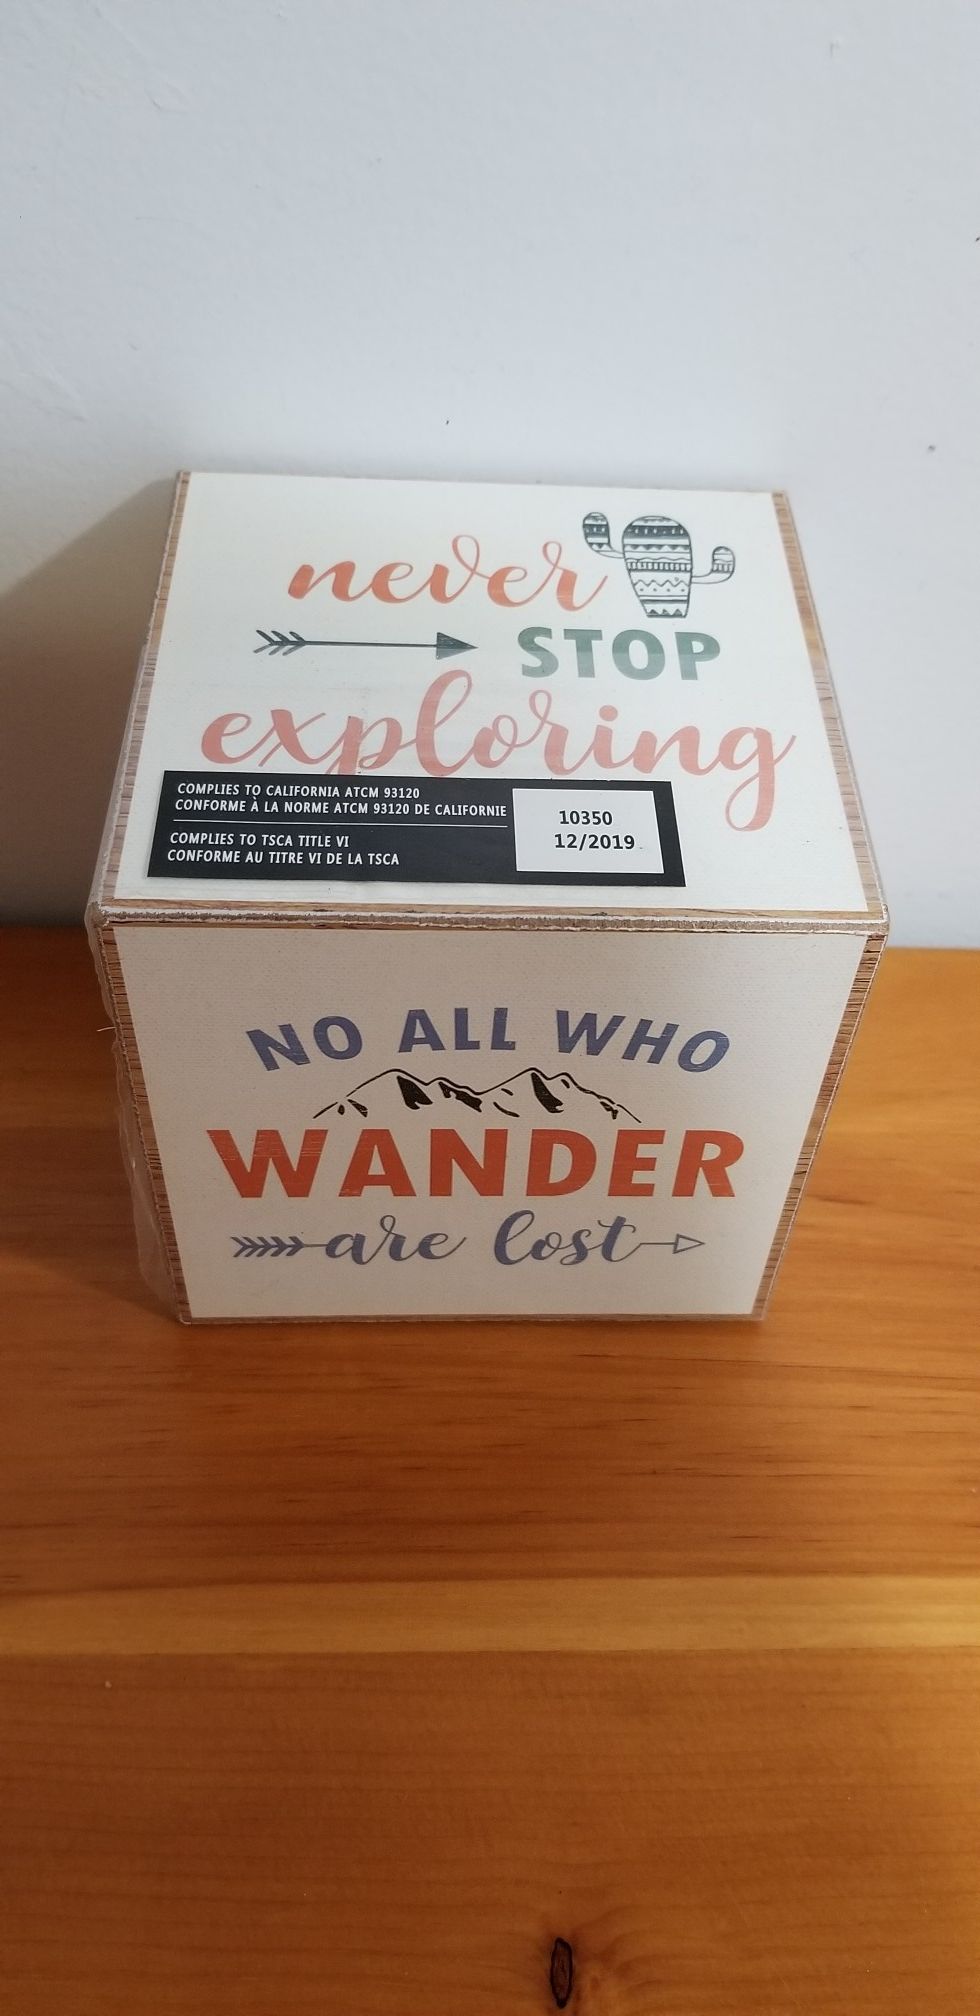 never
STOP
exploring
COMPLIES TO CALIFORNIA ATCM 93120
CONFORME À LA NORME ATCM 93120 DE CALIFORNIE
COMPLIES TO TSCA TITLE VI
CONFORME AU TITRE VI DE LA TSCA
10350
12/2019
NO ALL WHO
WANDER
are lost